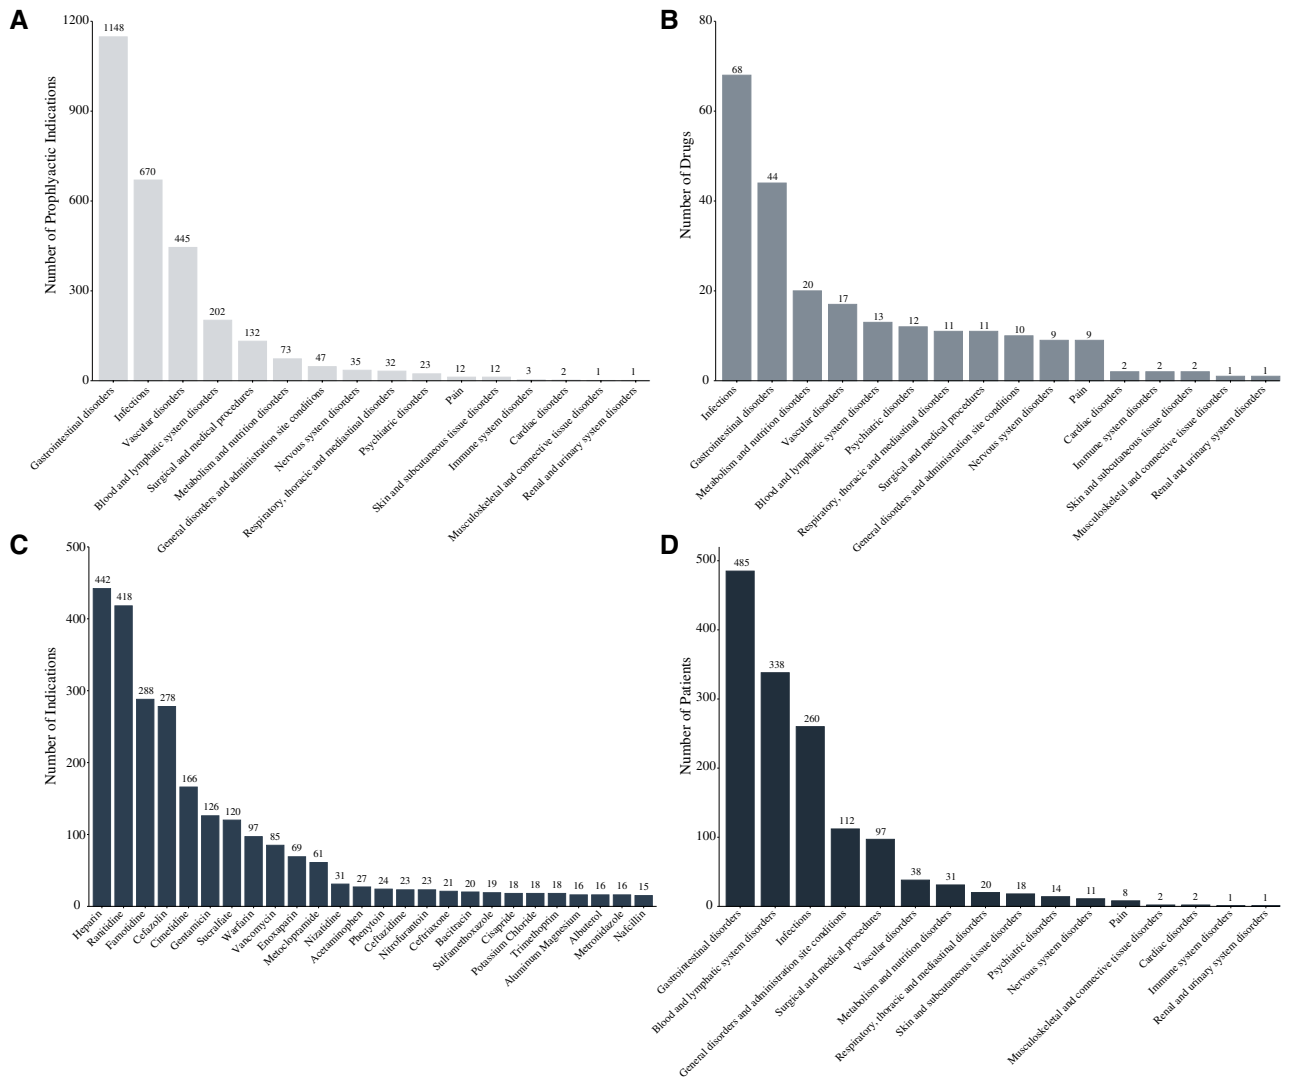 A
Number of Prophlyactic Indications
1200
900
600
300
0
1148
670
445
202
132
73
47
35
32
23
12
12
3
2
1
1
Gastrointestinal disorders
Infections
Vascular disorders
Blood and lymphatic system disorders
Surgical and medical procedures
Metabolism and nutrition disorders
General disorders and administration site conditions
Nervous system disorders
Respiratory, thoracic and mediastinal disorders
Psychiatric disorders
Pain
Skin and subcutaneous tissue disorders
Immune system disorders
Cardiac disorders
Musculoskeletal and connective tissue disorders
Renal and urinary system disorders
B
Number of Drugs
80
60
40
20
0
68
44
20
17
13
12
11
11
10
9
9
2
2
2
1
1
Infections
Gastrointestinal disorders
Metabolism and nutrition disorders
Vascular disorders
Blood and lymphatic system disorders
Psychiatric disorders
Respiratory, thoracic and mediastinal disorders
Surgical and medical procedures
General disorders and administration site conditions
Nervous system disorders
Pain
Cardiac disorders
Immune system disorders
Skin and subcutaneous tissue disorders
Musculoskeletal and connective tissue disorders
Renal and urinary system disorders
C
Number of Indications
500
400
300
200
100
0
442
418
288
278
166
126
120
97
85
69
61
31
27
24
23
23
21
20
19
18
18
18
16
16
16
15
Heparin
Ranitidine
Famotidine
Cefazolin
Cimetidine
Gentamicin
Sucralfate
Warfarin
Vancomycin
Enoxaparin
Metoclopramide
Nizatidine
Acetaminophen
Phenytoin
Ceftazidime
Nitrofurantoin
Ceftriaxone
Bacitracin
Sulfamethoxazole
Cisapride
Potassium Chloride
Trimethoprim
Aluminum Magnesium
Albuterol
Metronidazole
Nafcillin
D
Number of Patients
500
400
300
200
100
0
485
338
260
112
97
38
31
20
18
14
11
8
2
2
1
1
Gastrointestinal disorders
Blood and lymphatic system disorders
Infections
General disorders and administration site conditions
Surgical and medical procedures
Vascular disorders
Metabolism and nutrition disorders
Respiratory, thoracic and mediastinal disorders
Skin and subcutaneous tissue disorders
Psychiatric disorders
Nervous system disorders
Pain
Musculoskeletal and connective tissue disorders
Cardiac disorders
Immune system disorders
Renal and urinary system disorders